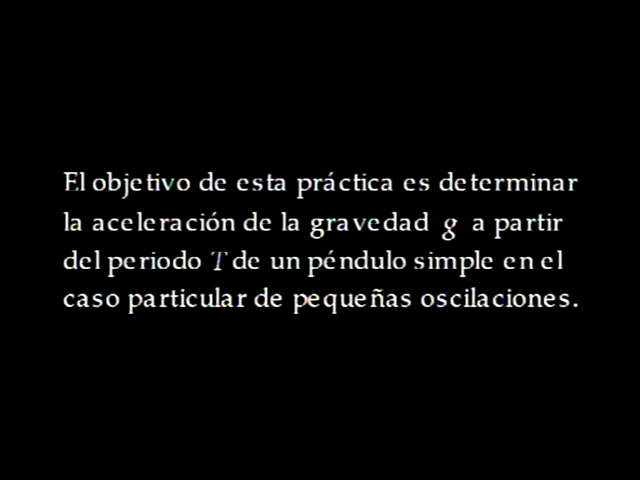 El objetivo de esta práctica es determinar
la aceleración de la gravedad g a partir
del periodo T de un péndulo simple en el
caso particular de pequeñas oscilaciones.